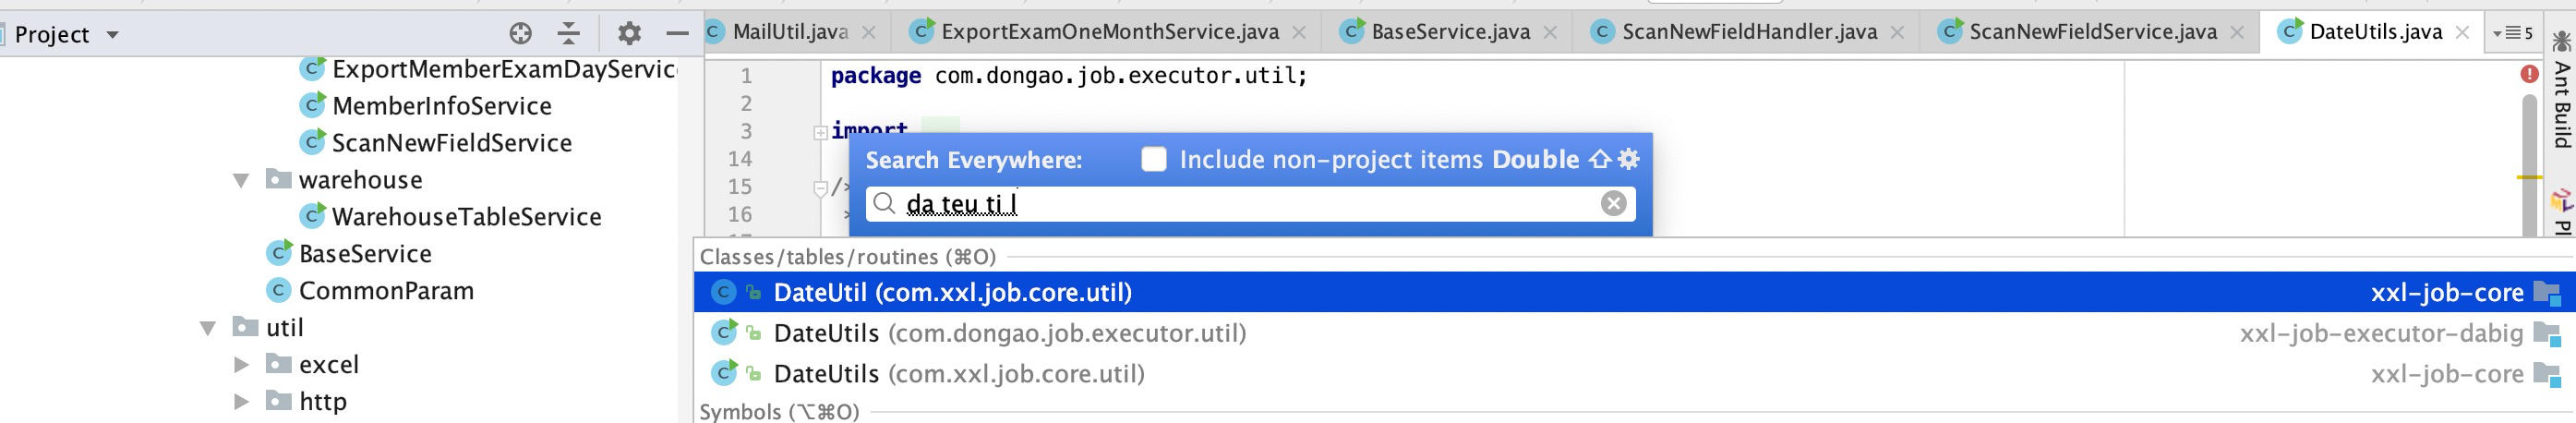 Project
MailUtil.java
ExportExamOneMonthService.java
BaseService.java
ScanNewFieldHandler.java
ScanNewFieldService.java
DateUtils.java
5
ExportMemberExamDayServic
MemberInfoService
ScanNewFieldService
warehouse
WarehouseTableService
BaseService
CommonParam
util
excel
http
1 package com.dongao.job.executor.util;
2
3 import
14
15 /*
16 *
Search Everywhere: Include non-project items Double
da teu ti l
Classes/tables/routines (⌘O)
DateUtil (com.xxl.job.core.util) xxl-job-core
DateUtils (com.dongao.job.executor.util) xxl-job-executor-dabig
DateUtils (com.xxl.job.core.util) xxl-job-core
Symbols (⌥⌘O)
Ant Build